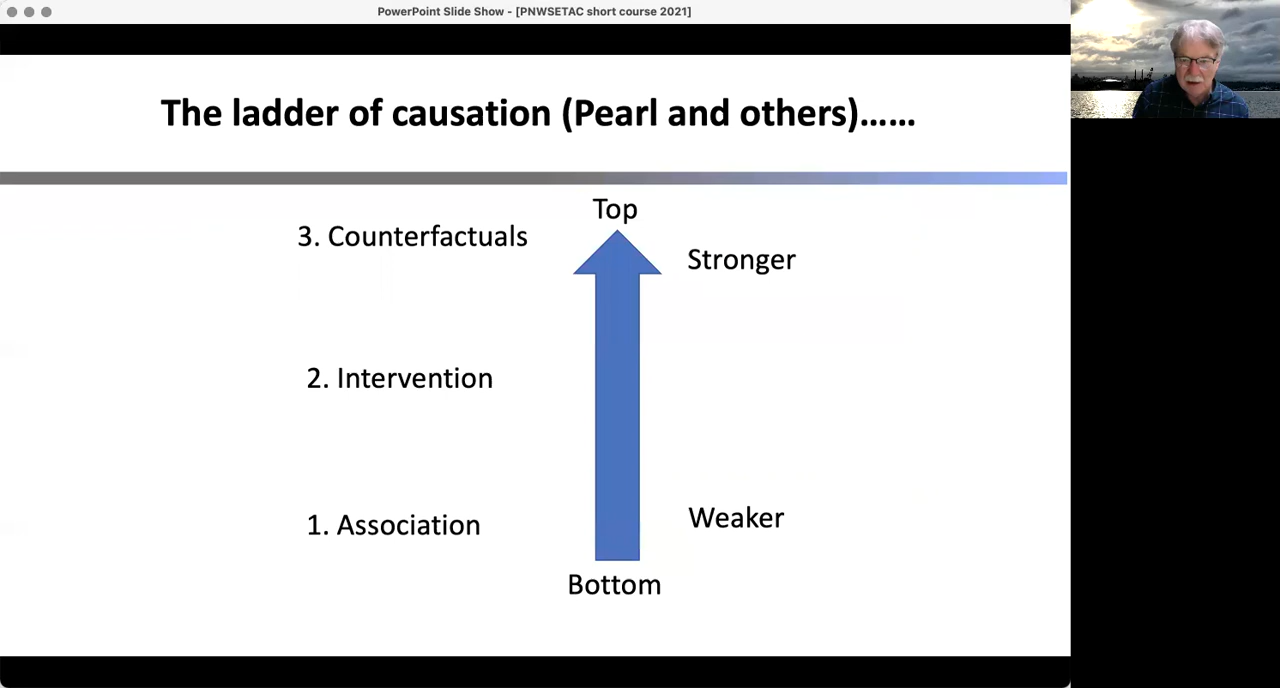 PowerPoint Slide Show - [PNWSETAC short course 2021]
The ladder of causation (Pearl and others)......
Top
3. Counterfactuals
Stronger
2. Intervention
1. Association
Weaker
Bottom